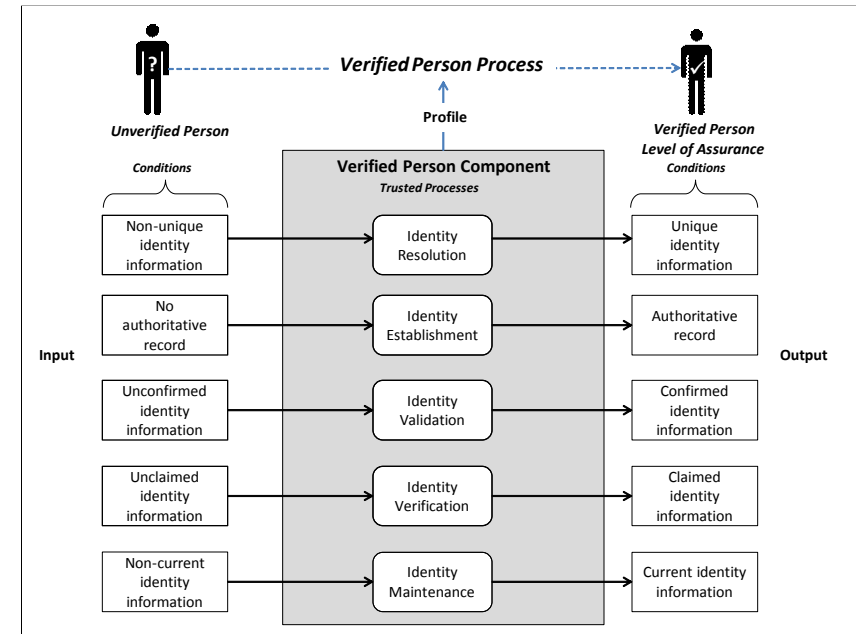 ?
Verified Person Process
Unverified Person
Profile
Verified Person
Level of Assurance
Conditions
Conditions
Verified Person Component
Trusted Processes
Input
Output
Non-unique
identity
information
Identity
Resolution
Unique
identity
information
No
authoritative
record
Identity
Establishment
Authoritative
record
Unconfirmed
identity
information
Identity
Validation
Confirmed
identity
information
Unclaimed
identity
information
Identity
Verification
Claimed
identity
information
Non-current
identity
information
Identity
Maintenance
Current identity
information